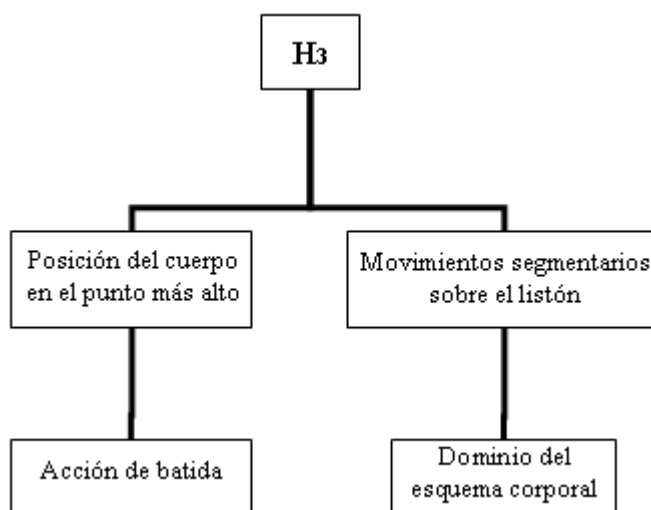 H3
Posición del cuerpo
en el punto más alto
Movimientos segmentarios
sobre el listón
Acción de batida
Dominio del
esquema corporal